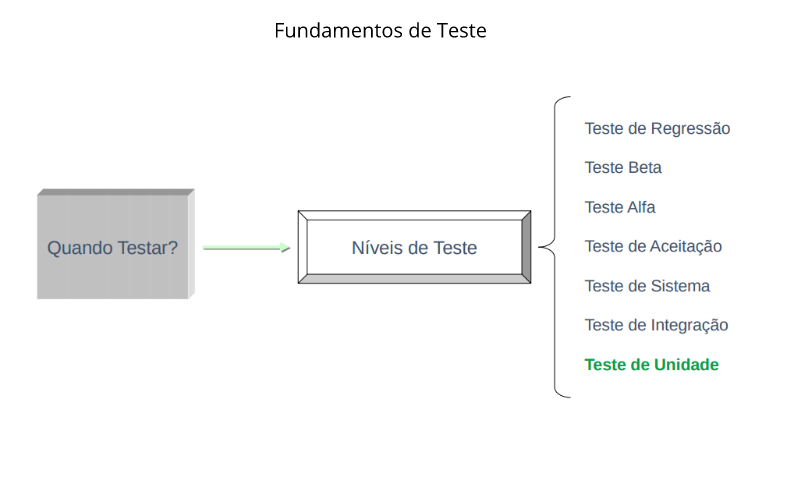 Fundamentos de Teste
Quando Testar?
Níveis de Teste
Teste de Regressão
Teste Beta
Teste Alfa
Teste de Aceitação
Teste de Sistema
Teste de Integração
Teste de Unidade